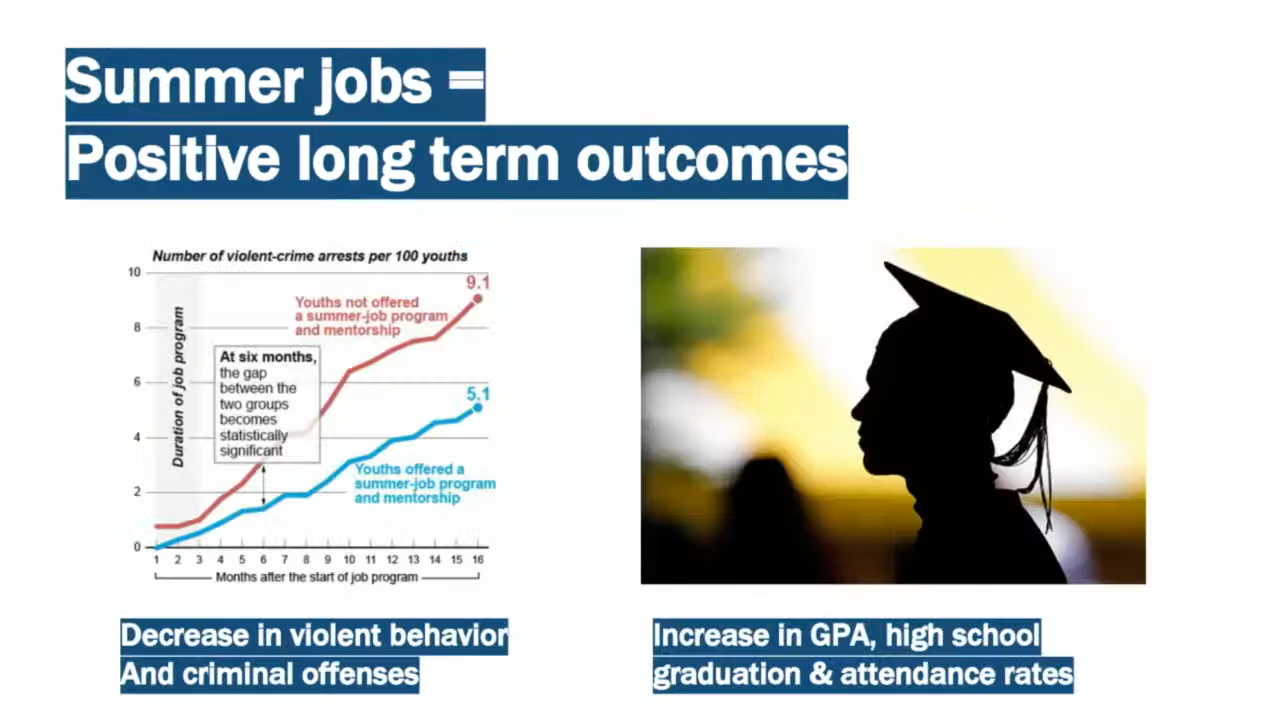 Summer jobs =
Positive long term outcomes
Number of violent-crime arrests per 100 youths
10
8
6
4
2
0
Duration of job program
9.1
Youths not offered
a summer-job program
and mentorship
At six months,
the gap
between the
two groups
becomes
statistically
significant
5.1
Youths offered a
summer-job program
and mentorship
1 2 3 4 5 6 7 8 9 10 11 12 13 14 15 16
Months after the start of job program
Decrease in violent behavior
And criminal offenses
Increase in GPA, high school
graduation & attendance rates